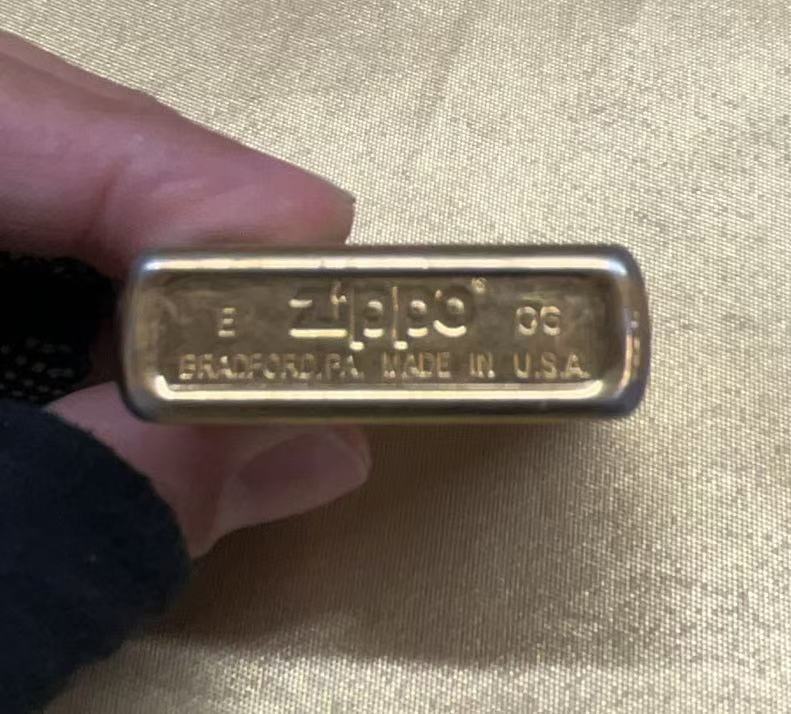 E Zippo® 06
BRADFORD, PA. MADE IN U.S.A.